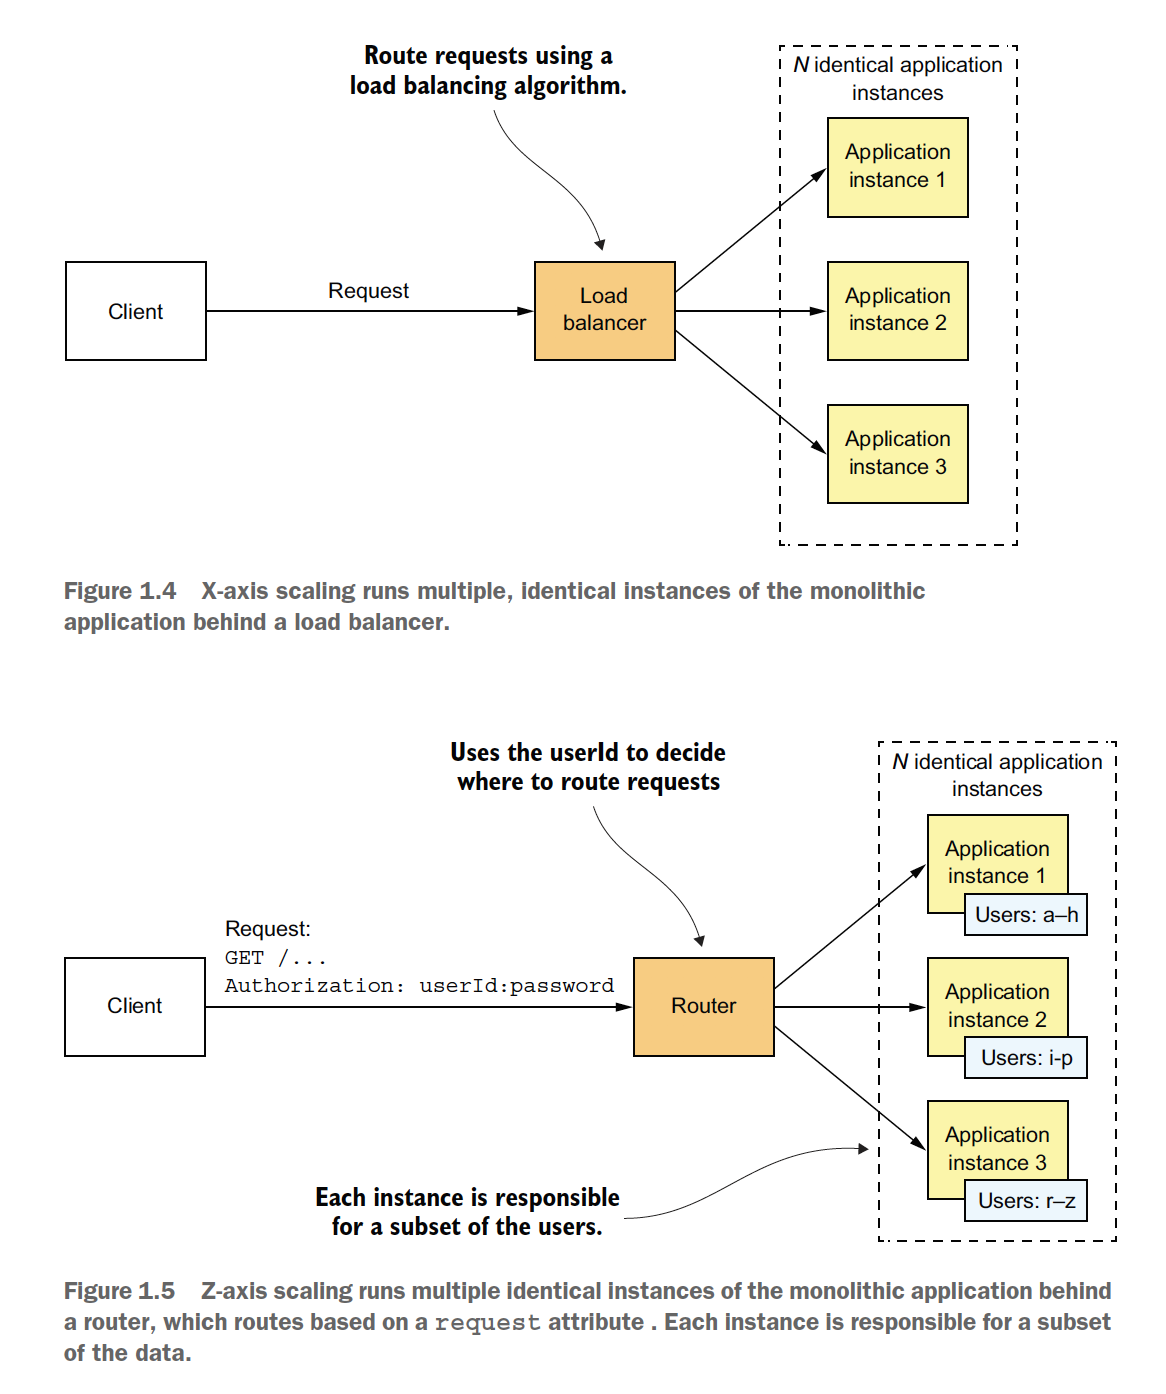 Route requests using a
load balancing algorithm.
N identical application
instances
Application
instance 1
Client
Request
Load
balancer
Application
instance 2
Application
instance 3
Figure 1.4 X-axis scaling runs multiple, identical instances of the monolithic
application behind a load balancer.
Uses the userId to decide
where to route requests
N identical application
instances
Application
instance 1
Users: a–h
Request:
GET /...
Authorization: userId:password
Client
Router
Application
instance 2
Users: i-p
Application
instance 3
Users: r–z
Each instance is responsible
for a subset of the users.
Figure 1.5 Z-axis scaling runs multiple identical instances of the monolithic application behind
a router, which routes based on a request attribute . Each instance is responsible for a subset
of the data.